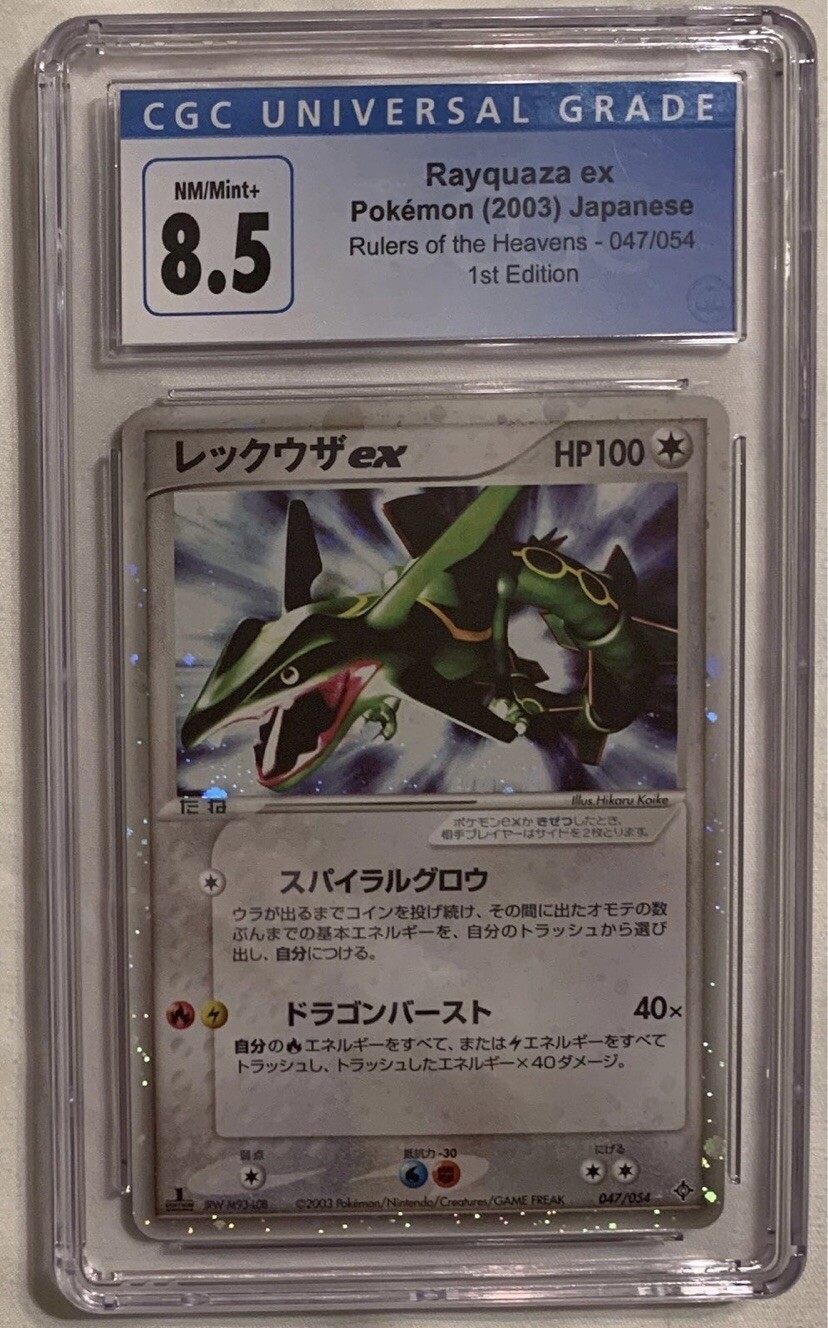 CGC UNIVERSAL GRADE
NM/Mint+
8.5
Rayquaza ex
Pokémon (2003) Japanese
Rulers of the Heavens - 047/054
1st Edition
レックウザex
HP100
たね
Illus. Hikaru Koike
ポケモンexが きぜつしたとき、
相手プレイヤーはサイドを2枚とります。
スパイラルグロウ
ウラが出るまでコインを投げ続け、その間に出たオモテの数
ぶんまでの基本エネルギーを、自分のトラッシュから選び
出し、自分につける。
ドラゴンバースト 40×
自分のエネルギーをすべて、またはエネルギーをすべて
トラッシュし、トラッシュしたエネルギー×40ダメージ。
弱点 抵抗力 -30 にげる
1 EDITION
©2003 Pokémon/Nintendo/Creatures/GAME FREAK
047/054